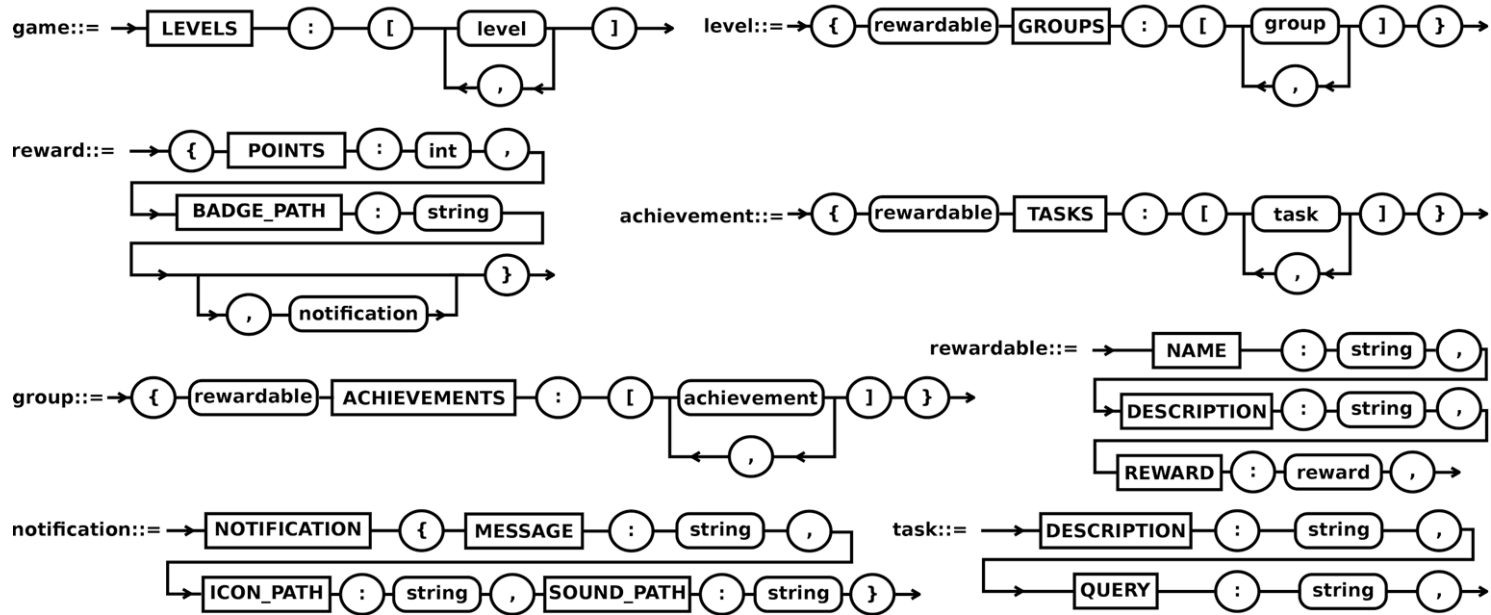 game::= LEVELS : [ level ]
,
level::= { rewardable GROUPS : [ group ] }
,
reward::= { POINTS : int ,
BADGE_PATH : string
}
, notification
achievement::= { rewardable TASKS : [ task ] }
,
group::= { rewardable ACHIEVEMENTS : [ achievement ] }
,
rewardable::= NAME : string ,
DESCRIPTION : string ,
REWARD : reward ,
notification::= NOTIFICATION { MESSAGE : string ,
ICON_PATH : string , SOUND_PATH : string }
task::= DESCRIPTION : string ,
QUERY : string ,